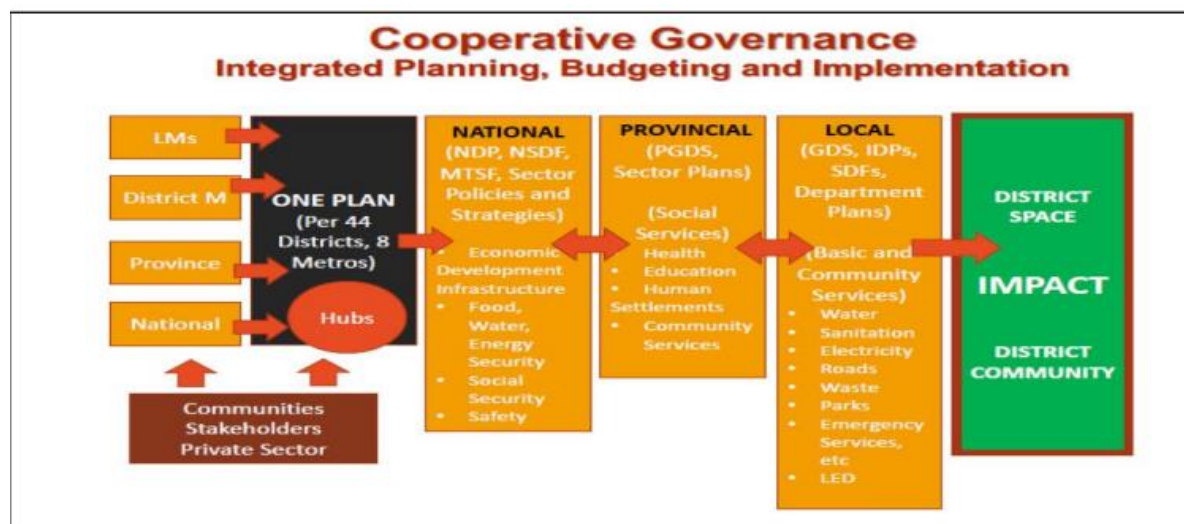 Cooperative Governance
Integrated Planning, Budgeting and Implementation
LMs
District M
Province
National
ONE PLAN
(Per 44
Districts, 8
Metros)
Hubs
Communities
Stakeholders
Private Sector
NATIONAL
(NDP, NSDF,
MTSF, Sector
Policies and
Strategies)
• Economic
Development
Infrastructure
• Food,
Water,
Energy
Security
• Social
Security
• Safety
PROVINCIAL
(PGDS,
Sector Plans)
(Social
Services)
• Health
• Education
• Human
Settlements
• Community
Services
LOCAL
(GDS, IDPs,
SDFs,
Department
Plans)
(Basic and
Community
Services)
• Water
• Sanitation
• Electricity
• Roads
• Waste
• Parks
• Emergency
Services,
etc
• LED
DISTRICT
SPACE
IMPACT
DISTRICT
COMMUNITY